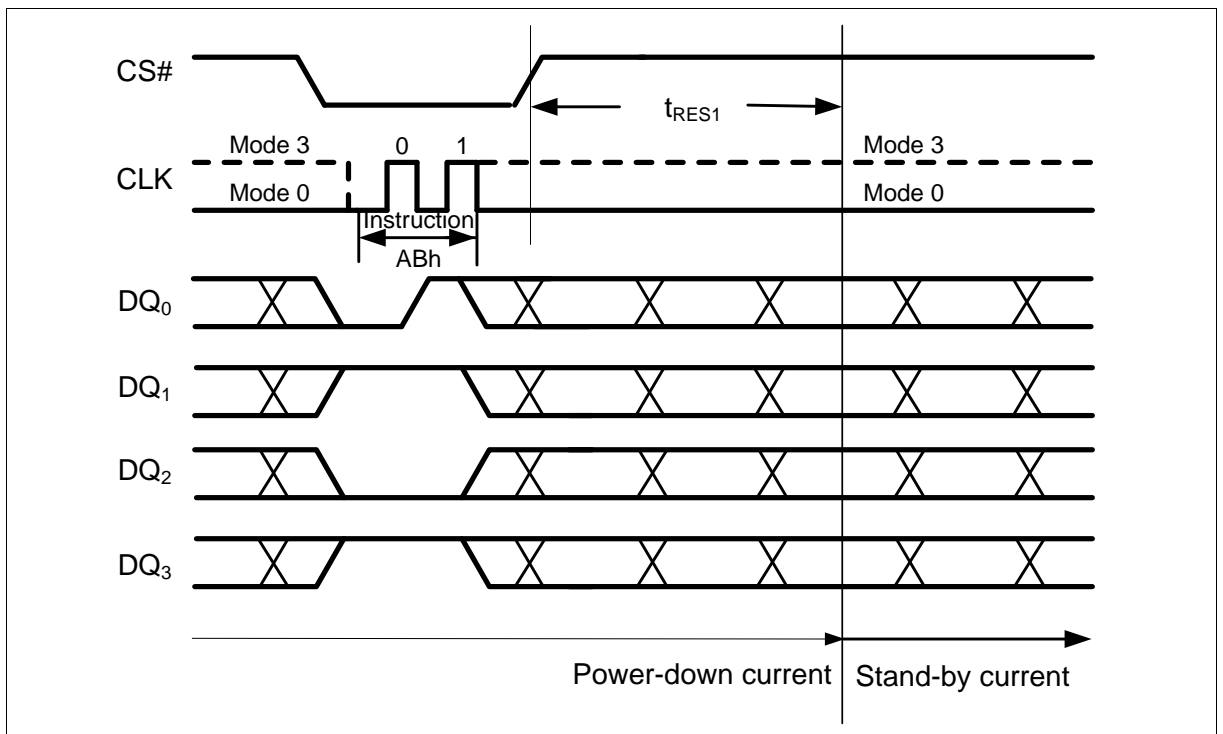 CS#
tRES1
Mode 3 0 1 Mode 3
CLK
Mode 0 Mode 0
Instruction
ABh
DQ0
DQ1
DQ2
DQ3
Power-down current Stand-by current